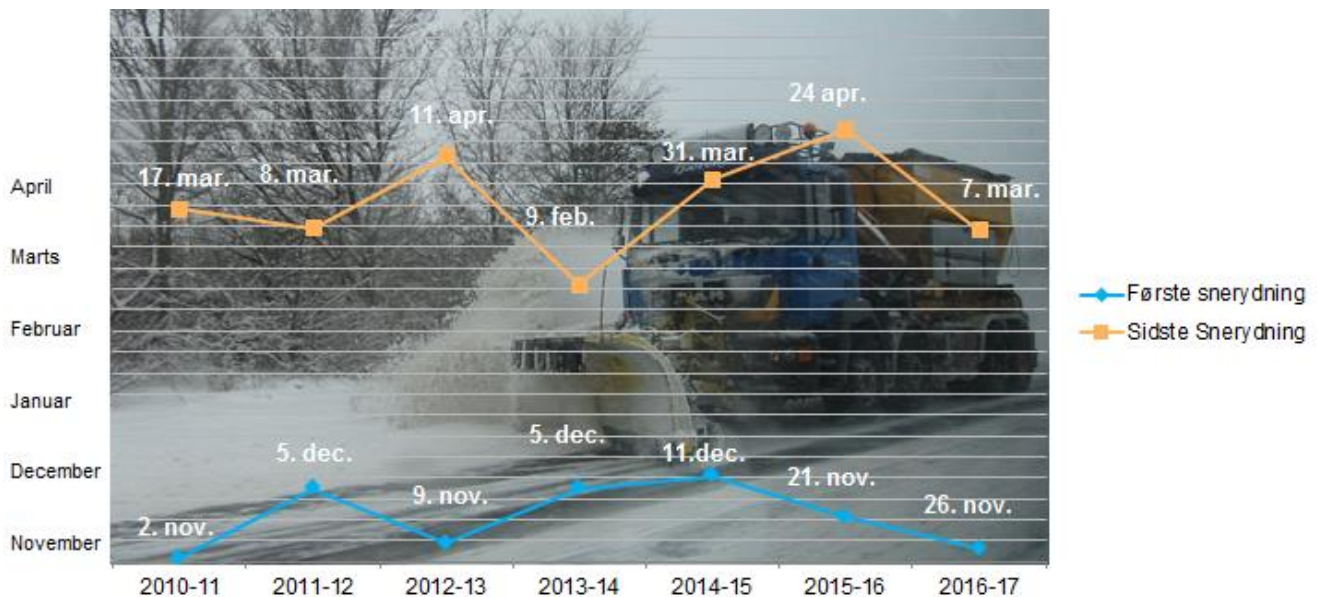 24 apr.
11. apr.
31. mar.
17. mar.
8. mar.
7. mar.
9. feb.
April
Marts
Februar
Januar
December
November
Første snerydning
Sidste Snerydning
5. dec.
5. dec.
11.dec.
21. nov.
9. nov.
26. nov.
2. nov.
2010-11 2011-12 2012-13 2013-14 2014-15 2015-16 2016-17